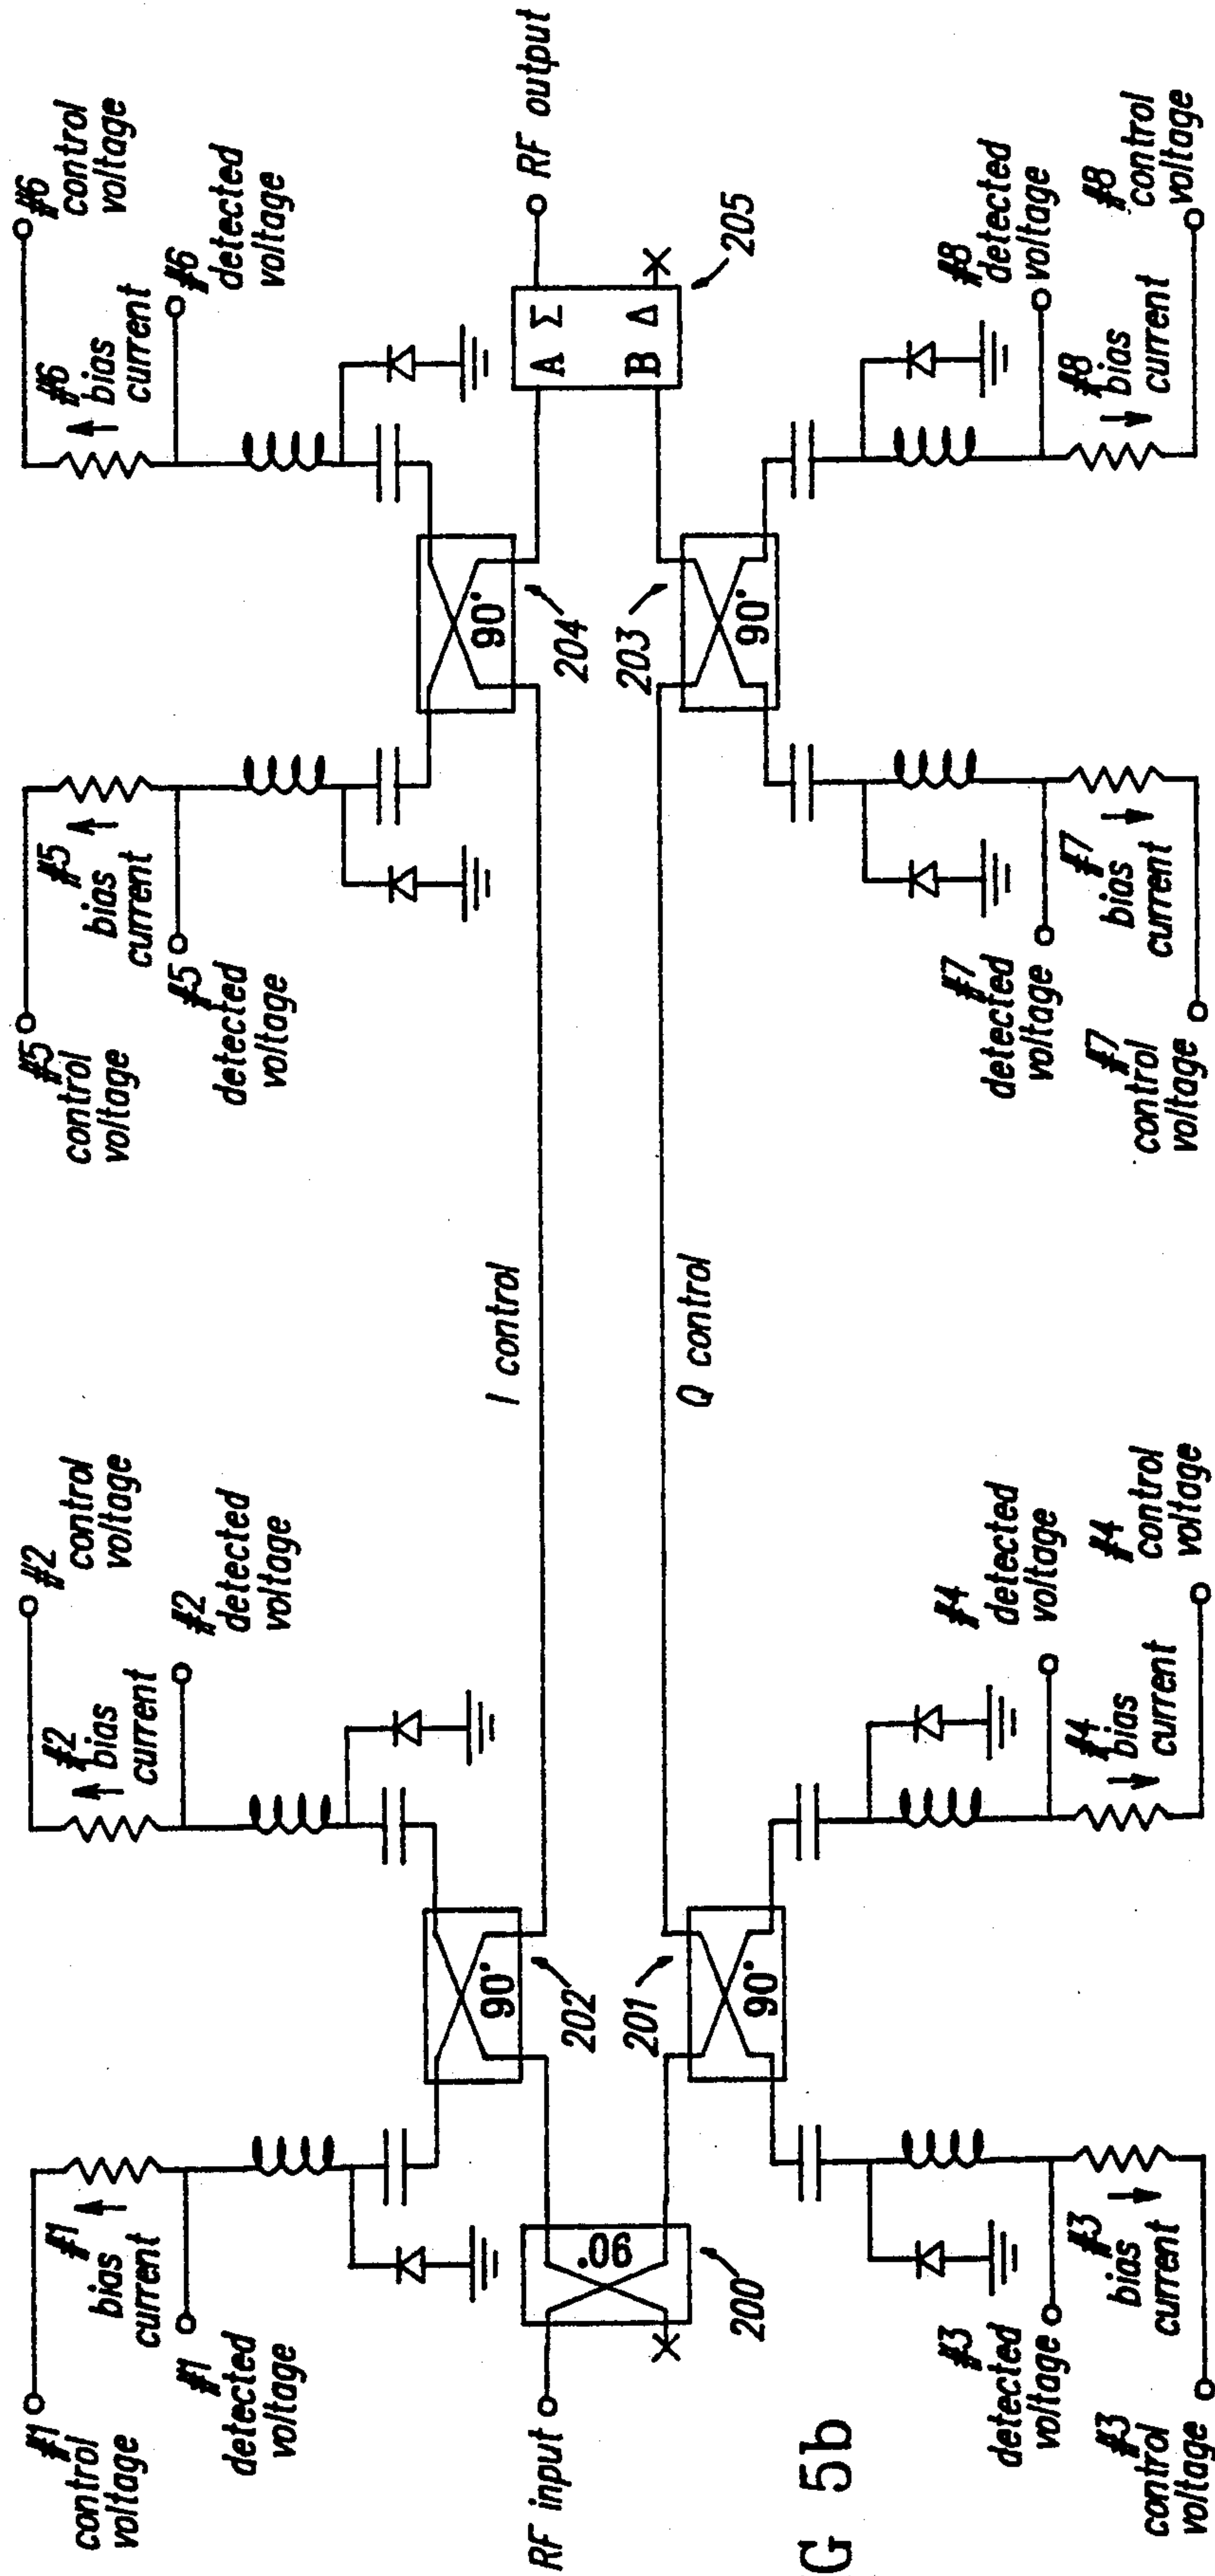 #1
control
voltage
#1
bias
current
#1
detected
voltage
#2
control
voltage
#2
bias
current
#2
detected
voltage
#5
control
voltage
#5
bias
current
#5
detected
voltage
#6
control
voltage
#6
bias
current
#6
detected
voltage
90°
202
90°
204
RF input
90°
200
I control
Q control
A Σ
B Δ
RF output
205
201
90°
203
90°
#3
detected
voltage
#3
bias
current
#3
control
voltage
#4
detected
voltage
#4
bias
current
#4
control
voltage
#7
detected
voltage
#7
bias
current
#7
control
voltage
#8
detected
voltage
#8
bias
current
#8
control
voltage
G 5b